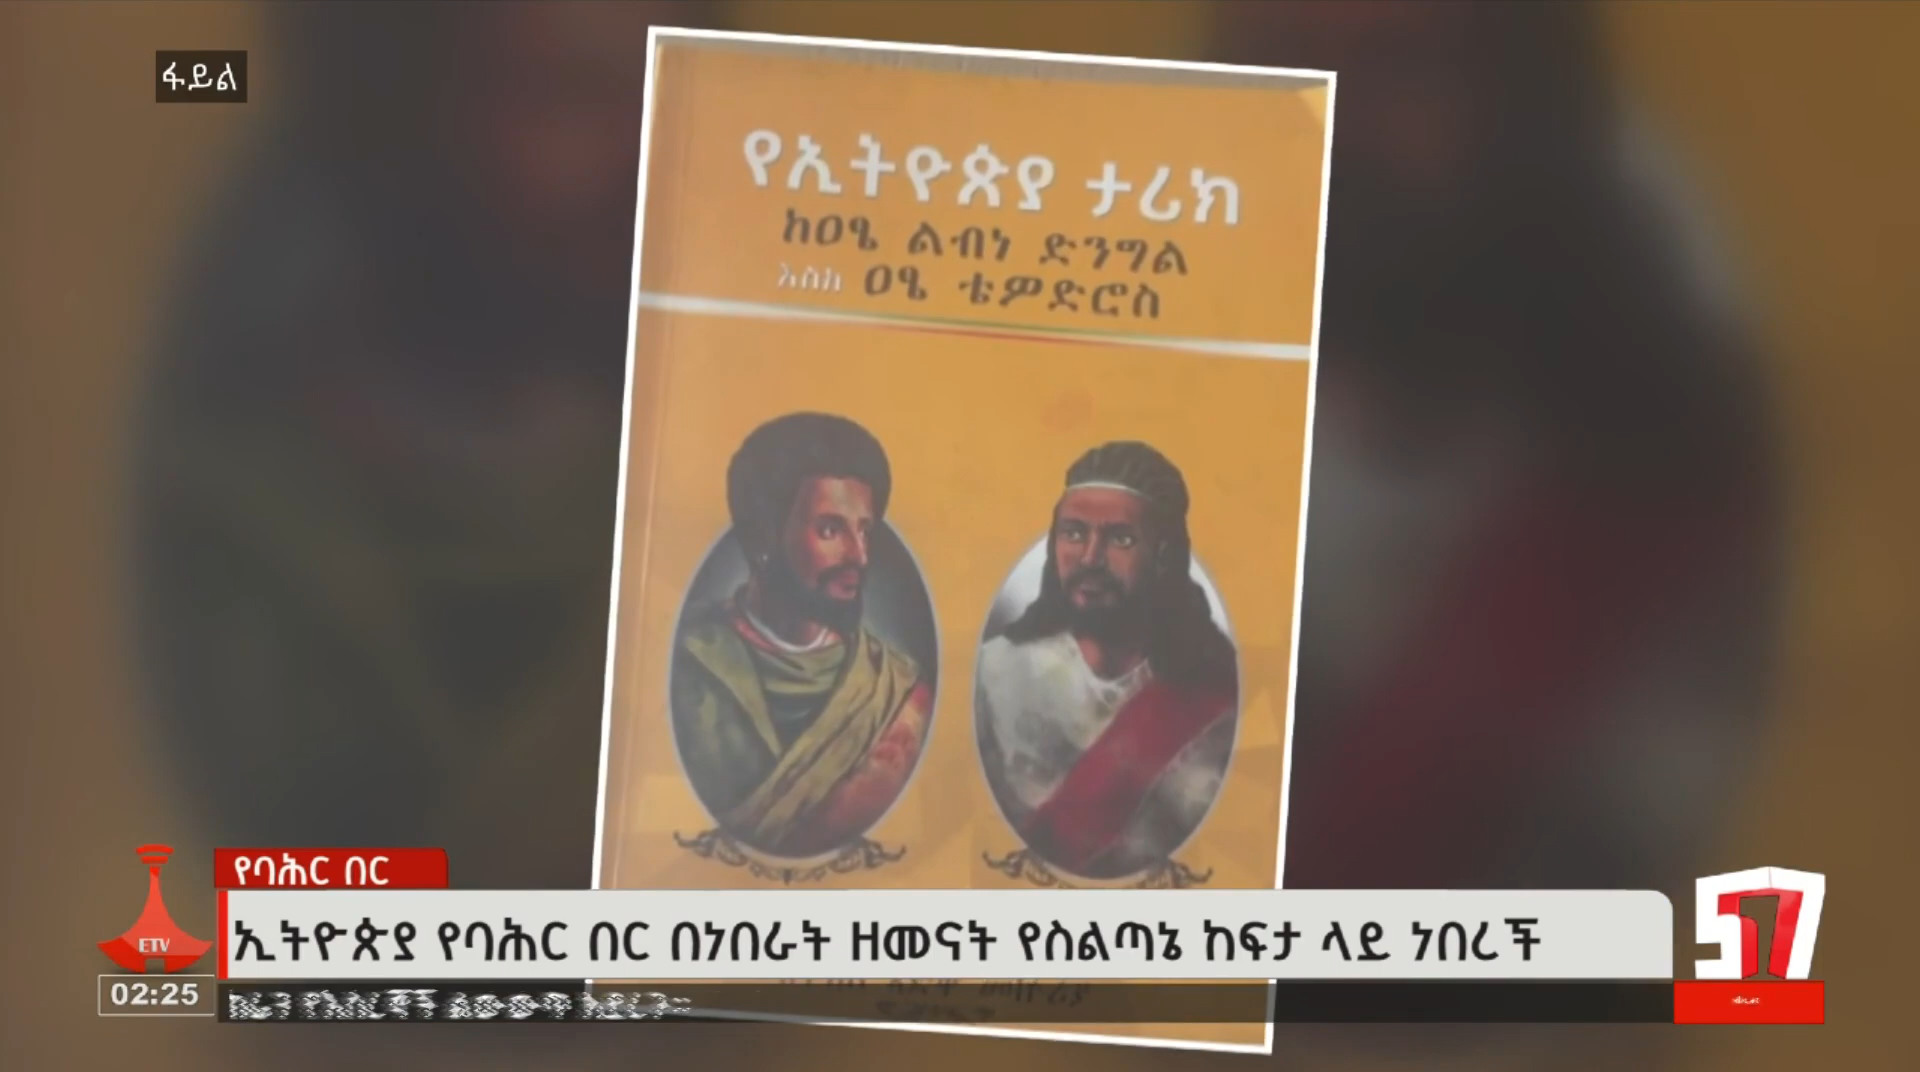 ፋይል
የኢትዮጵያ ታሪክ
ከዐፄ ልብነ ድንግል
እስከ ዐፄ ቴዎድሮስ
የባሕር በር
ኢትዮጵያ የባሕር በር በነበራት ዘመናት የስልጣኔ ከፍታ ላይ ነበረች
ETV
02:25
57